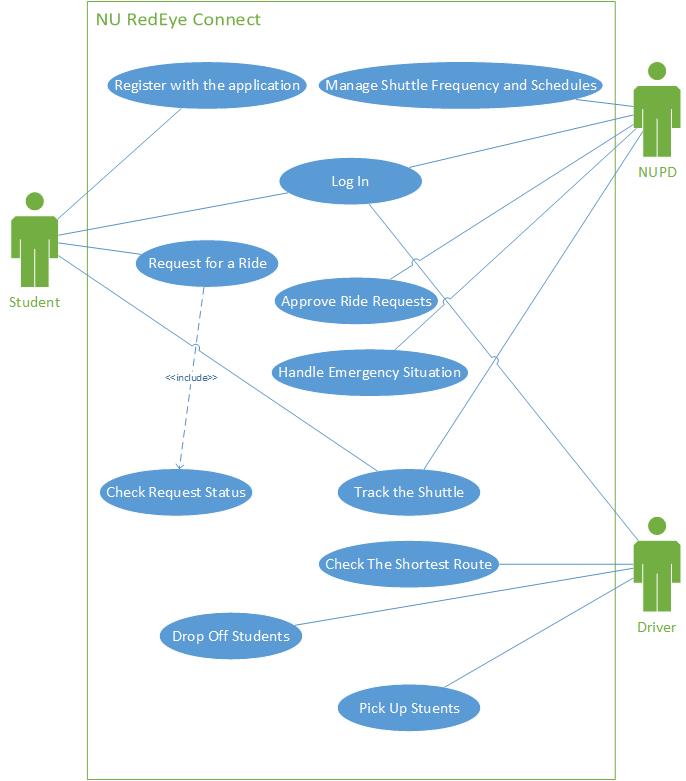 NU RedEye Connect
Register with the application
Manage Shuttle Frequency and Schedules
NUPD
Log In
Student
Request for a Ride
Approve Ride Requests
Handle Emergency Situation
<<include>>
Check Request Status
Track the Shuttle
Check The Shortest Route
Driver
Drop Off Students
Pick Up Stuents